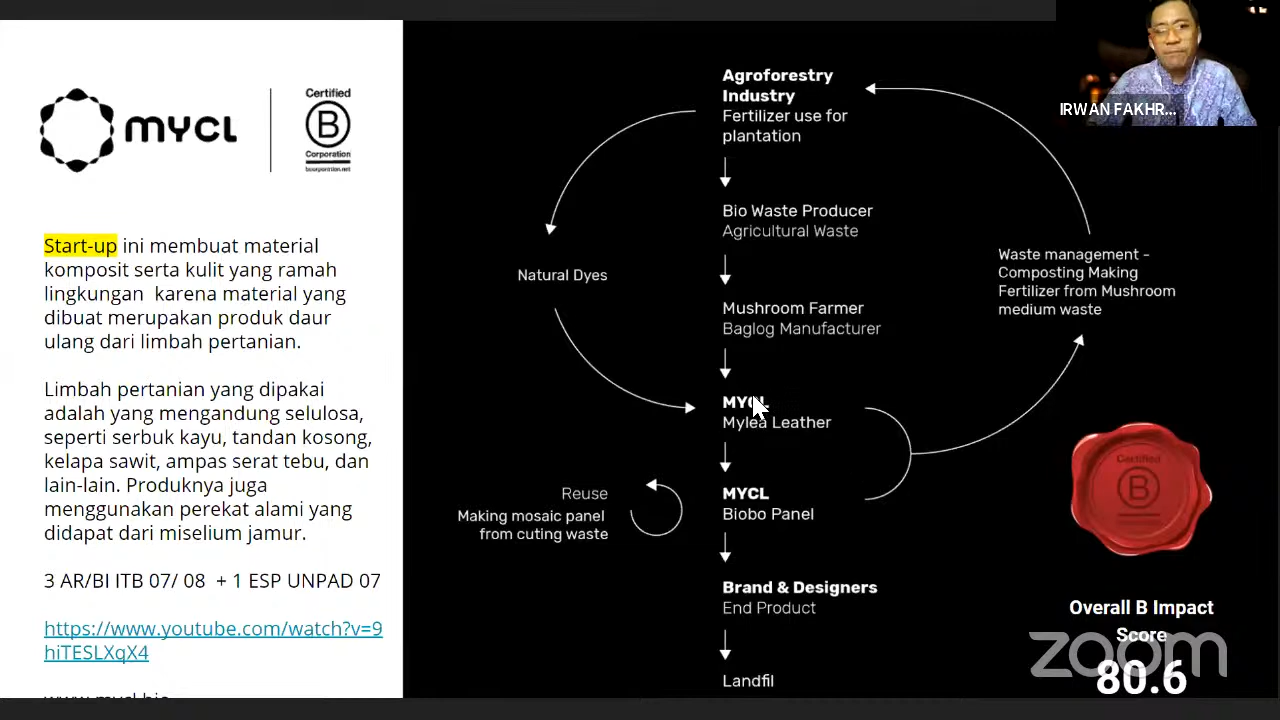 MYCL
Certified
B
Corporation
Start-up ini membuat material
komposit serta kulit yang ramah
lingkungan karena material yang
dibuat merupakan produk daur
ulang dari limbah pertanian.
Limbah pertanian yang dipakai
adalah yang mengandung selulosa,
seperti serbuk kayu, tandan kosong,
kelapa sawit, ampas serat tebu, dan
lain-lain. Produknya juga
menggunakan perekat alami yang
didapat dari miselium jamur.
3 AR/BI ITB 07/ 08 + 1 ESP UNPAD 07
https://www.youtube.com/watch?v=9
hiTESLXqX4
Agroforestry
Industry
Fertilizer use for
plantation
Bio Waste Producer
Agricultural Waste
Natural Dyes
Mushroom Farmer
Baglog Manufacturer
MYCL
Mylea Leather
Reuse
Making mosaic panel
from cuting waste
MYCL
Biobo Panel
Brand & Designers
End Product
Landfil
Waste management -
Composting Making
Fertilizer from Mushroom
medium waste
Certified
B
Overall B Impact
Score
80.6
zoom
IRWAN FAKHR...